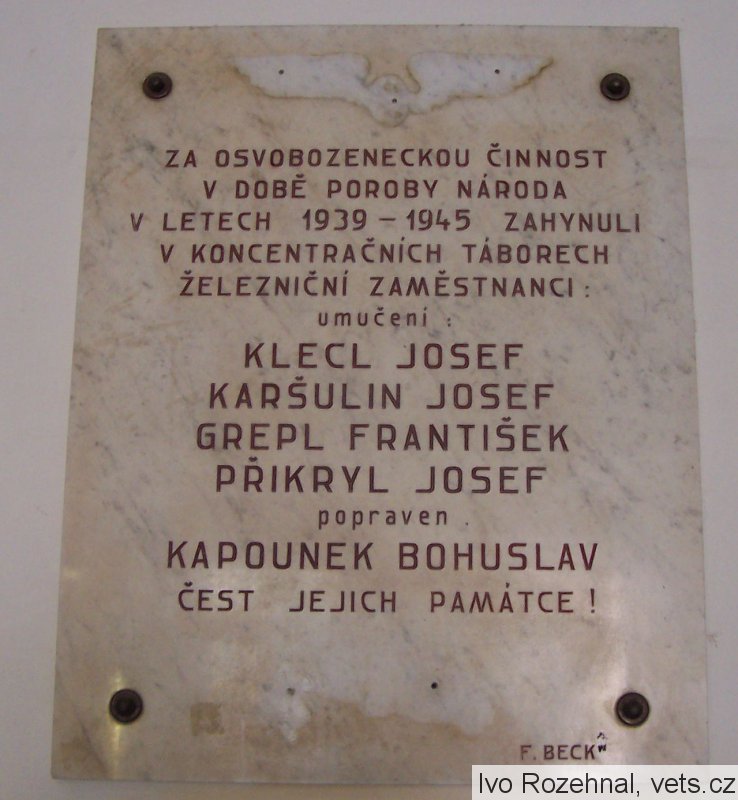 ZA OSVOBOZENECKOU ČINNOST
V DOBĚ POROBY NÁRODA
V LETECH 1939 – 1945 ZAHYNULI
V KONCENTRAČNÍCH TÁBORECH
ŽELEZNIČNÍ ZAMĚSTNANCI:
umučeni:
KLECL JOSEF
KARŠULIN JOSEF
GREPL FRANTIŠEK
PŘIKRYL JOSEF
popraven.
KAPOUNEK BOHUSLAV
ČEST JEJICH PAMÁTCE!
F. BECK
Ivo Rozehnal, vets.cz